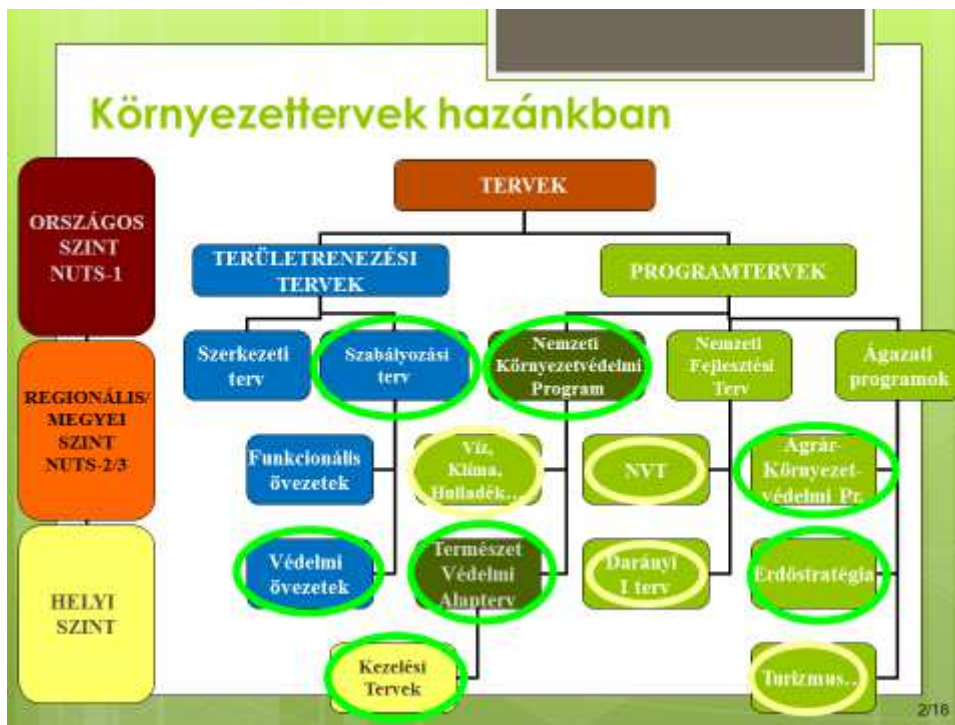 Környezettervek hazánkban
ORSZÁGOS
SZINT
NUTS-1
REGIONÁLIS/
MEGYEI
SZINT
NUTS-2/3
HELYI
SZINT
TERVEK
TERÜLETRENEZÉSI
TERVEK
PROGRAMTERVEK
Szerkezeti
terv
Szabályozási
terv
Nemzeti
Környezetvédelmi
Program
Nemzeti
Fejlesztési
Terv
Ágazati
programok
Funkcionális
övezetek
Víz,
Klíma,
Hulladék...
NVT
Agrár-
Környezet-
védelmi Pr.
Védelmi
övezetek
Természet
Védelmi
Alapterv
Darányi
I terv
Erdőstratégia
Kezelési
Tervek
Turizmus...
2/18